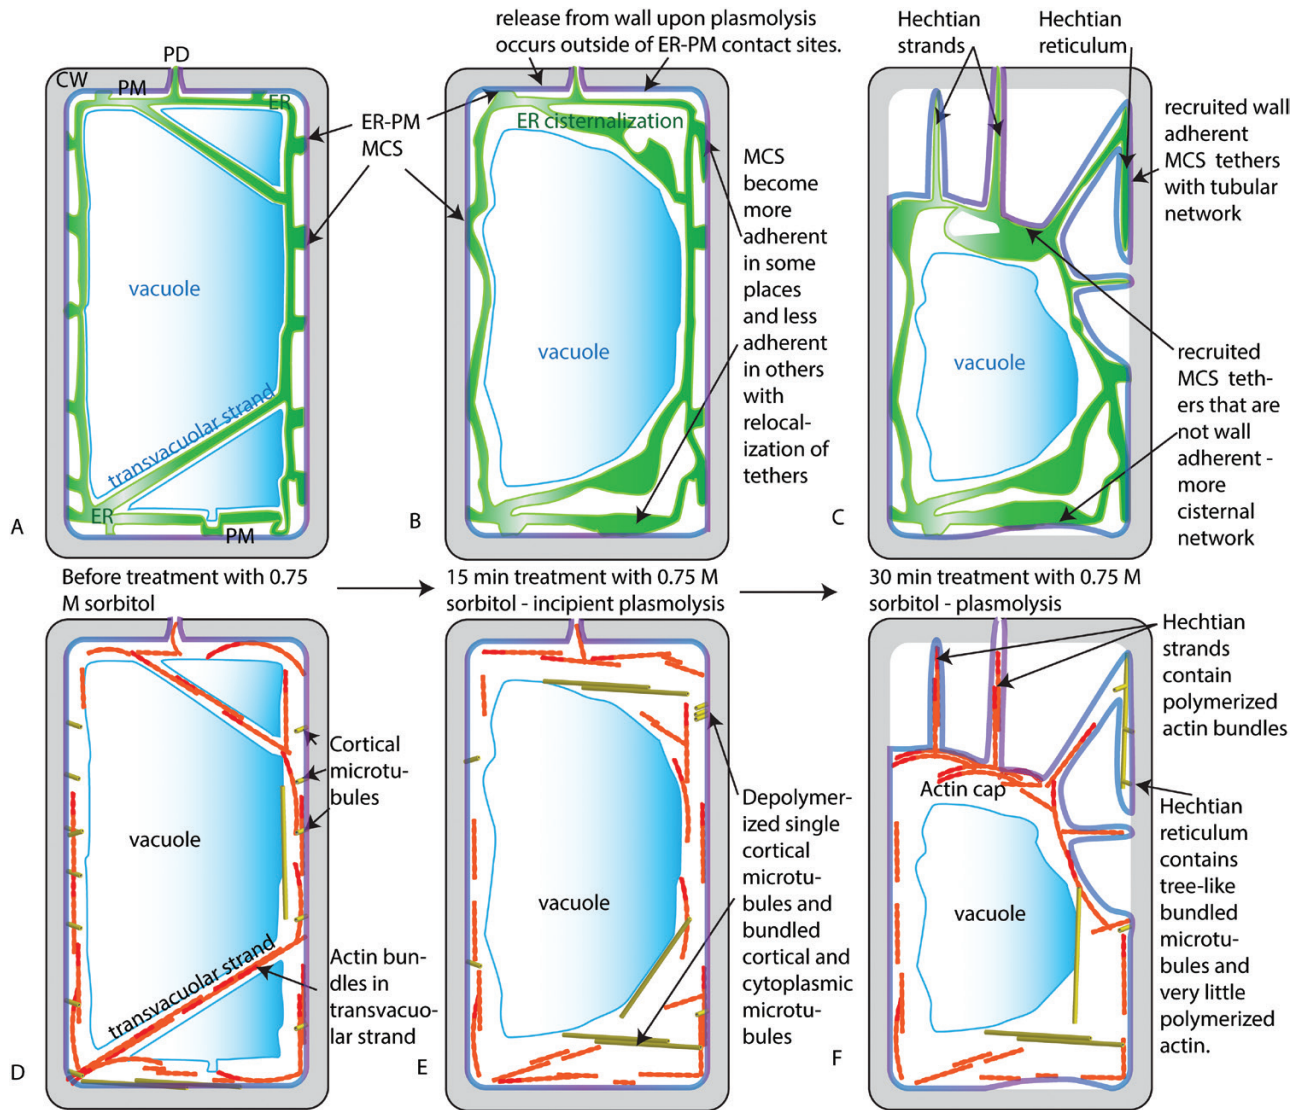 release from wall upon plasmolysis
occurs outside of ER-PM contact sites.
Hechtian
strands
Hechtian
reticulum
PD
CW
PM
ER
ER-PM
MCS
vacuole
transvacuolar strand
ER
PM
A
ER cisternalization
vacuole
B
MCS
become
more
adherent
in some
places
and less
adherent
in others
with
relocal-
ization of
tethers
recruited wall
adherent
MCS tethers
with tubular
network
vacuole
recruited
MCS teth-
ers that are
not wall
adherent -
more
cisternal
network
C
Before treatment with 0.75
M sorbitol
15 min treatment with 0.75 M
sorbitol - incipient plasmolysis
30 min treatment with 0.75 M
sorbitol - plasmolysis
vacuole
Cortical
microtu-
bules
transvacuolar strand
Actin bun-
dles in
transvacuo-
lar strand
D
vacuole
E
Depolymer-
ized single
cortical
microtu-
bules and
bundled
cortical and
cytoplasmic
microtu-
bules
Hechtian
strands
contain
polymerized
actin bundles
Actin cap
vacuole
Hechtian
reticulum
contains
tree-like
bundled
microtu-
bules and
very little
polymerized
actin.
F